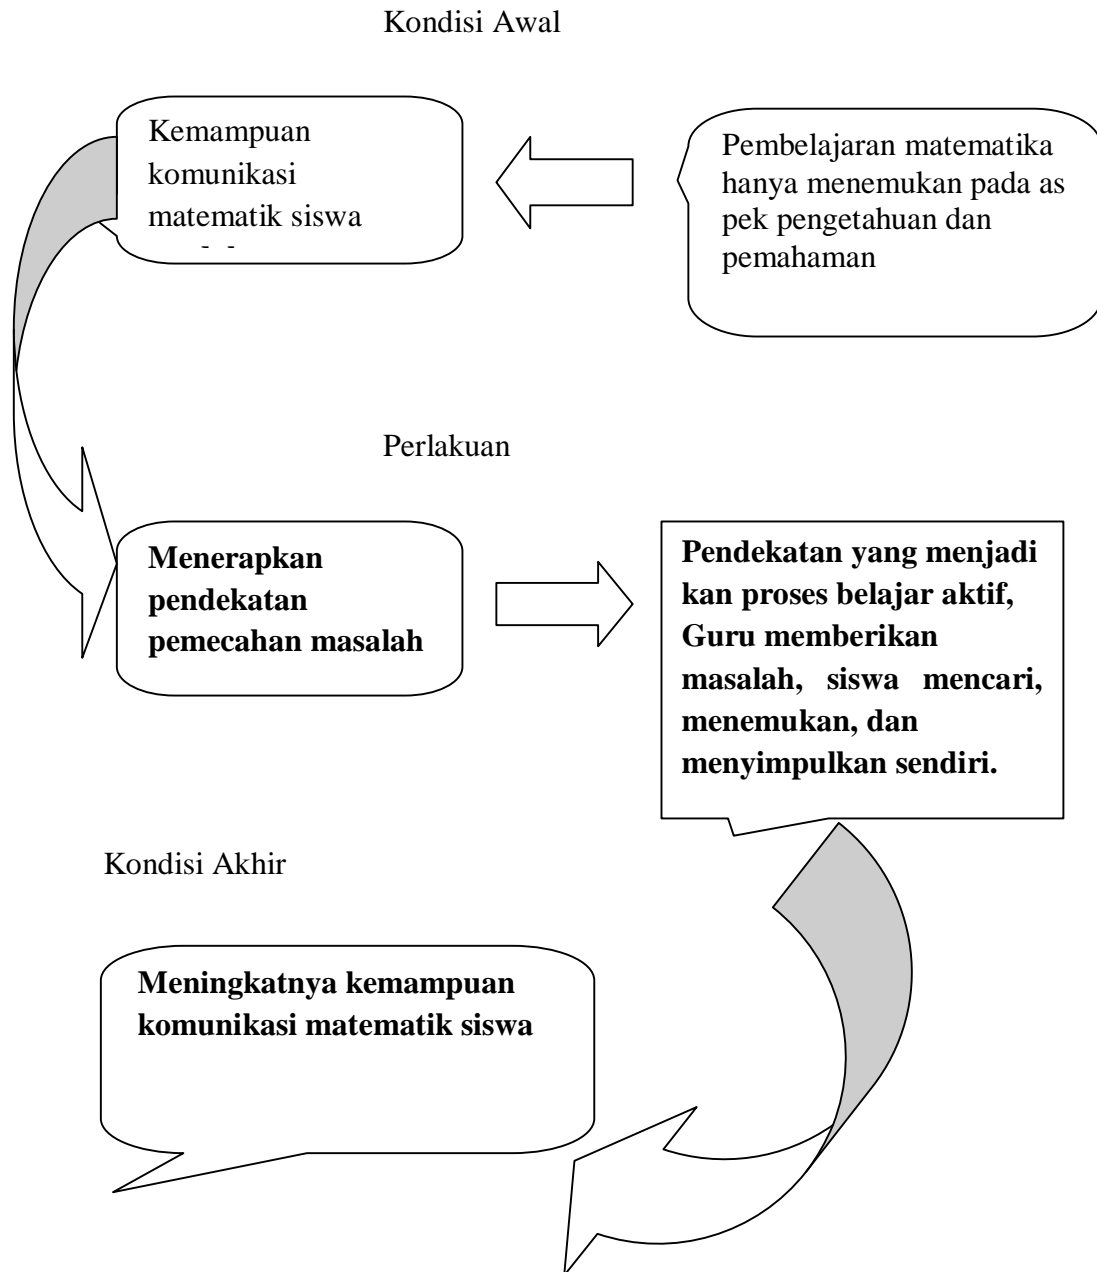 Kondisi Awal
Kemampuan
komunikasi
matematik siswa
Pembelajaran matematika
hanya menemukan pada as
pek pengetahuan dan
pemahaman
Perlakuan
Menerapkan
pendekatan
pemecahan masalah
Pendekatan yang menjadi
kan proses belajar aktif,
Guru memberikan
masalah, siswa mencari,
menemukan, dan
menyimpulkan sendiri.
Kondisi Akhir
Meningkatnya kemampuan
komunikasi matematik siswa